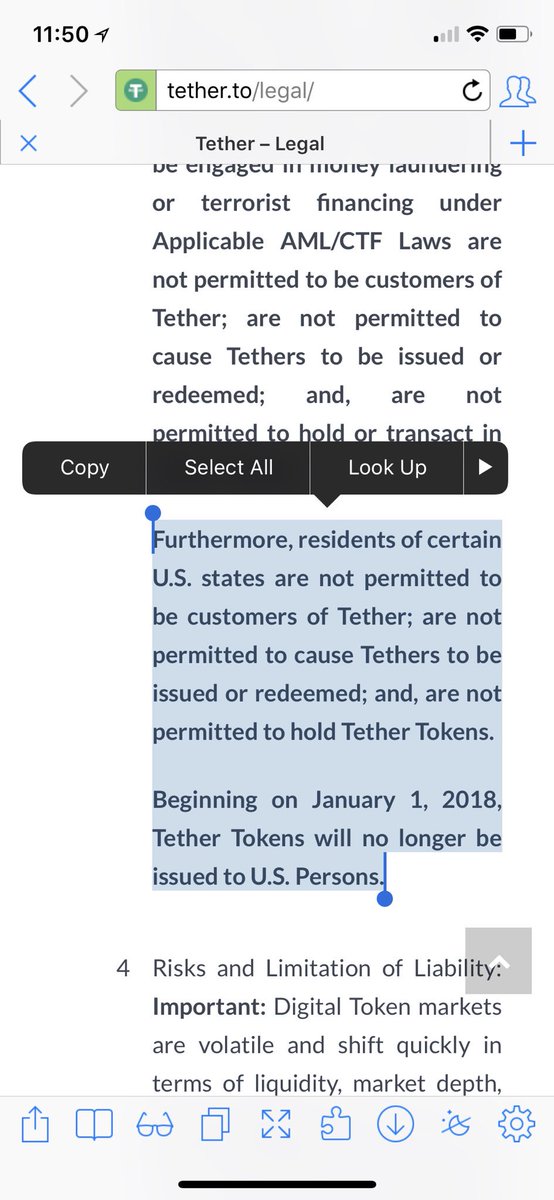 11:50
tether.to/legal/
Tether – Legal
be engaged in money laundering
or terrorist financing under
Applicable AML/CTF Laws are
not permitted to be customers of
Tether; are not permitted to
cause Tethers to be issued or
redeemed; and, are not
permitted to hold or transact in
Copy Select All Look Up
Furthermore, residents of certain
U.S. states are not permitted to
be customers of Tether; are not
permitted to cause Tethers to be
issued or redeemed; and, are not
permitted to hold Tether Tokens.
Beginning on January 1, 2018,
Tether Tokens will no longer be
issued to U.S. Persons.
4 Risks and Limitation of Liability:
Important: Digital Token markets
are volatile and shift quickly in
terms of liquidity, market depth,